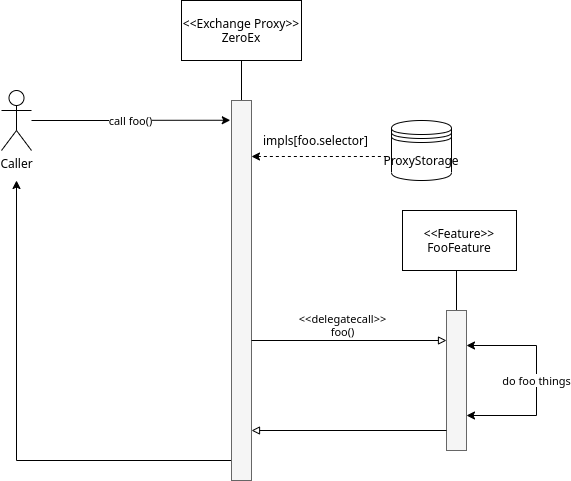 <<Exchange Proxy>>
ZeroEx
call foo()
Caller
impls[foo.selector]
ProxyStorage
<<Feature>>
FooFeature
<<delegatecall>>
foo()
do foo things